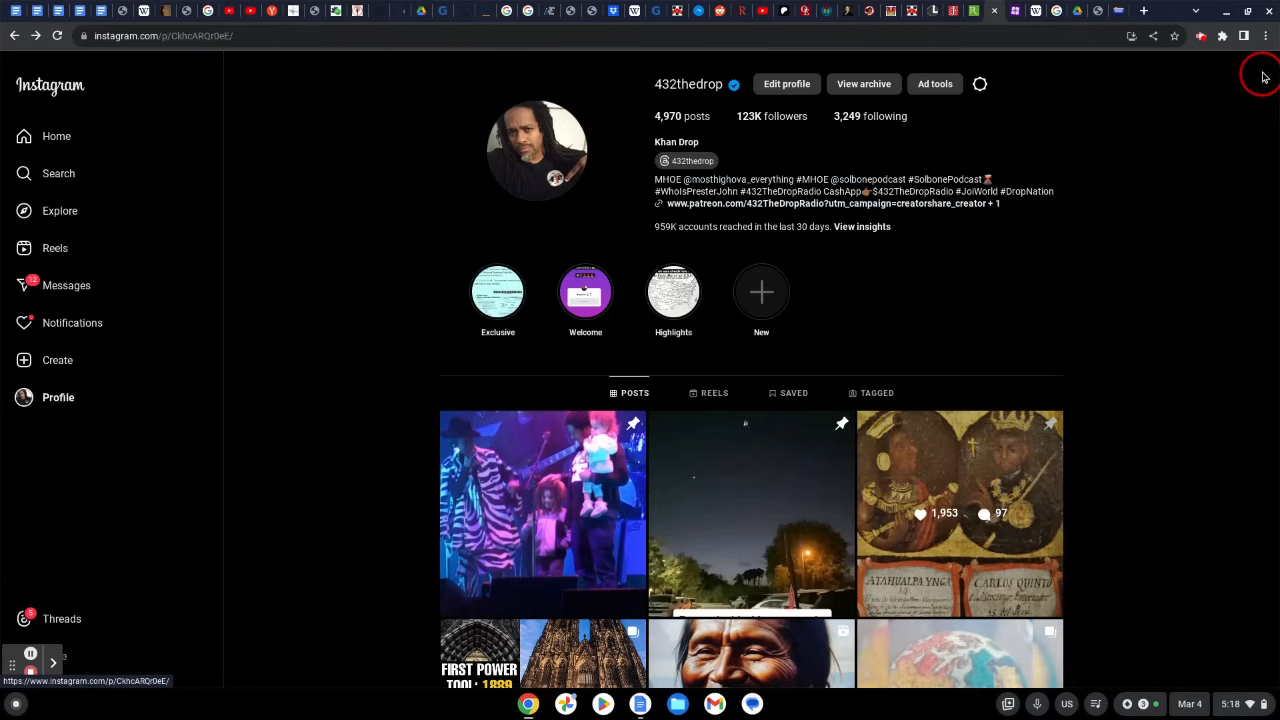 instagram.com/p/CkhcARQr0eE/
Instagram
432thedrop
Edit profile
View archive
Ad tools
4,970 posts
123K followers
3,249 following
Khan Drop
432thedrop
MHOE @mosthighova_everything #MHOE @solbonepodcast #SolbonePodcast
#WhoIsPresterJohn #432TheDropRadio CashApp👉🏾$432TheDropRadio #JoiWorld #DropNation
www.patreon.com/432TheDropRadio?utm_campaign=creatorshare_creator + 1
959K accounts reached in the last 30 days. View insights
Home
Search
Explore
Reels
12
Messages
Notifications
Create
Profile
5
Threads
Exclusive
Welcome
Highlights
New
POSTS
REELS
SAVED
TAGGED
1,953
97
ATAHUALPA YNGA
CARLOS QUINTO
FIRST POWER
TOOL: 1889
https://www.instagram.com/p/CkhcARQr0eE/
US
3
Mar 4
5:18